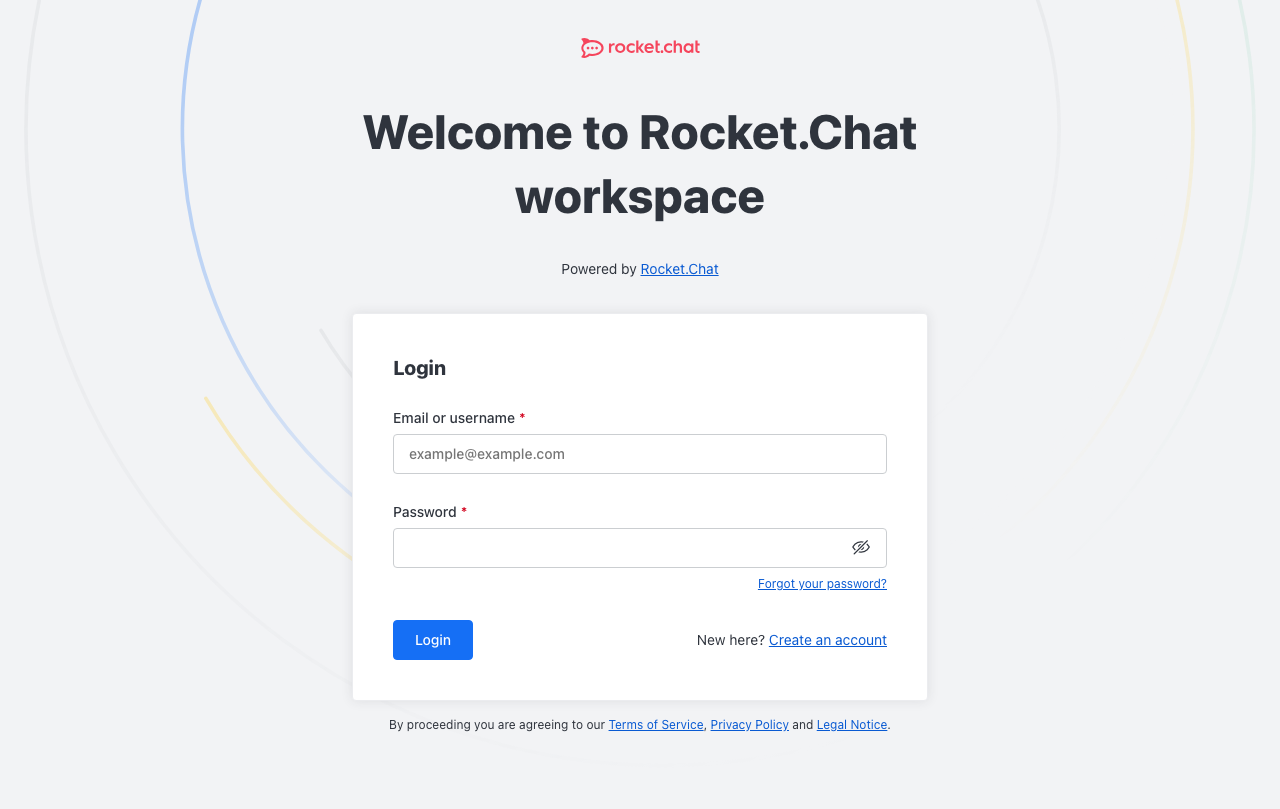 rocket.chat
Welcome to Rocket.Chat
workspace
Powered by Rocket.Chat
Login
Email or username *
example@example.com
Password *
Forgot your password?
Login
New here? Create an account
By proceeding you are agreeing to our Terms of Service, Privacy Policy and Legal Notice.